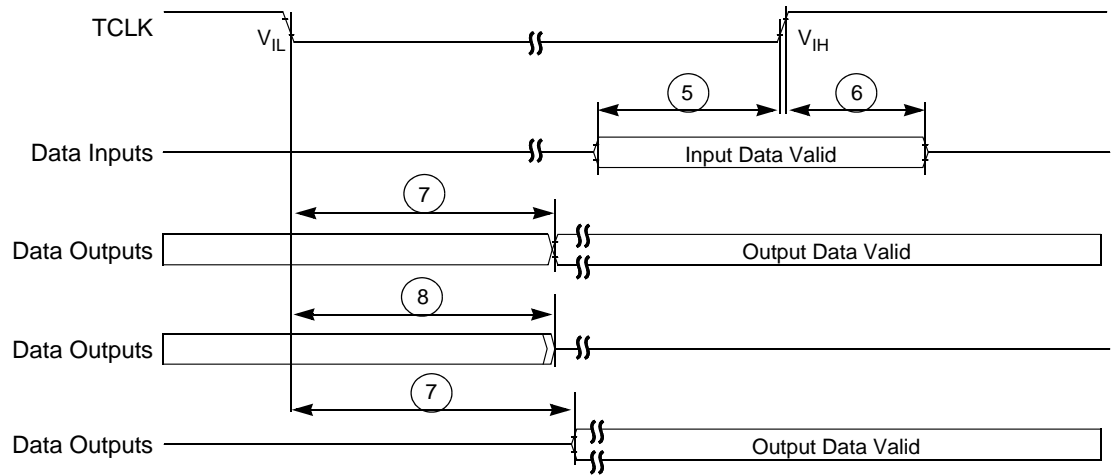 TCLK
VIL
VIH
5
6
Data Inputs
Input Data Valid
7
Data Outputs
Output Data Valid
8
Data Outputs
7
Data Outputs
Output Data Valid